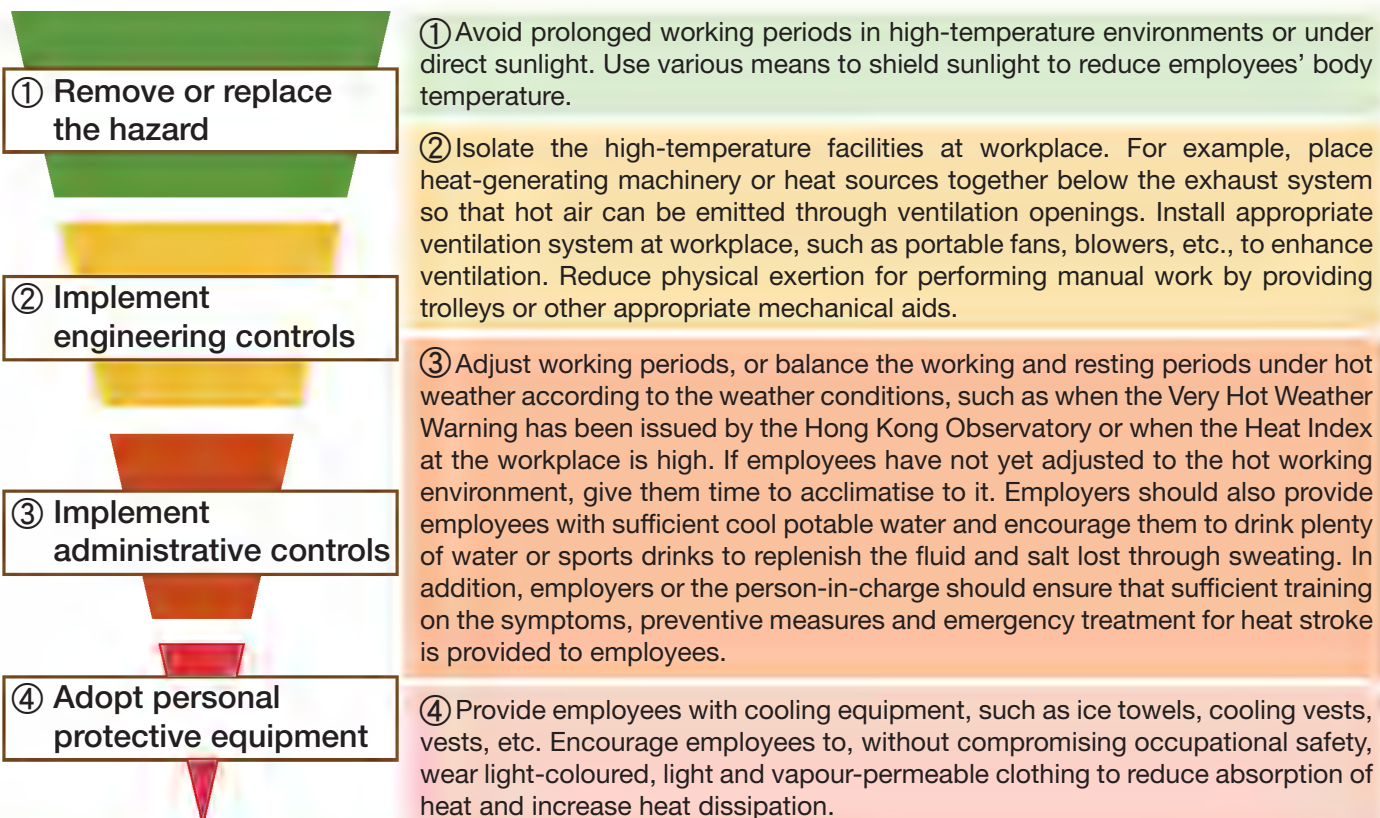 ① Remove or replace
the hazard
① Avoid prolonged working periods in high-temperature environments or under
direct sunlight. Use various means to shield sunlight to reduce employees’ body
temperature.
② Implement
engineering controls
② Isolate the high-temperature facilities at workplace. For example, place
heat-generating machinery or heat sources together below the exhaust system
so that hot air can be emitted through ventilation openings. Install appropriate
ventilation system at workplace, such as portable fans, blowers, etc., to enhance
ventilation. Reduce physical exertion for performing manual work by providing
trolleys or other appropriate mechanical aids.
③ Implement
administrative controls
③ Adjust working periods, or balance the working and resting periods under hot
weather according to the weather conditions, such as when the Very Hot Weather
Warning has been issued by the Hong Kong Observatory or when the Heat Index
at the workplace is high. If employees have not yet adjusted to the hot working
environment, give them time to acclimatise to it. Employers should also provide
employees with sufficient cool potable water and encourage them to drink plenty
of water or sports drinks to replenish the fluid and salt lost through sweating. In
addition, employers or the person-in-charge should ensure that sufficient training
on the symptoms, preventive measures and emergency treatment for heat stroke
is provided to employees.
④ Adopt personal
protective equipment
④ Provide employees with cooling equipment, such as ice towels, cooling vests,
vests, etc. Encourage employees to, without compromising occupational safety,
wear light-coloured, light and vapour-permeable clothing to reduce absorption of
heat and increase heat dissipation.